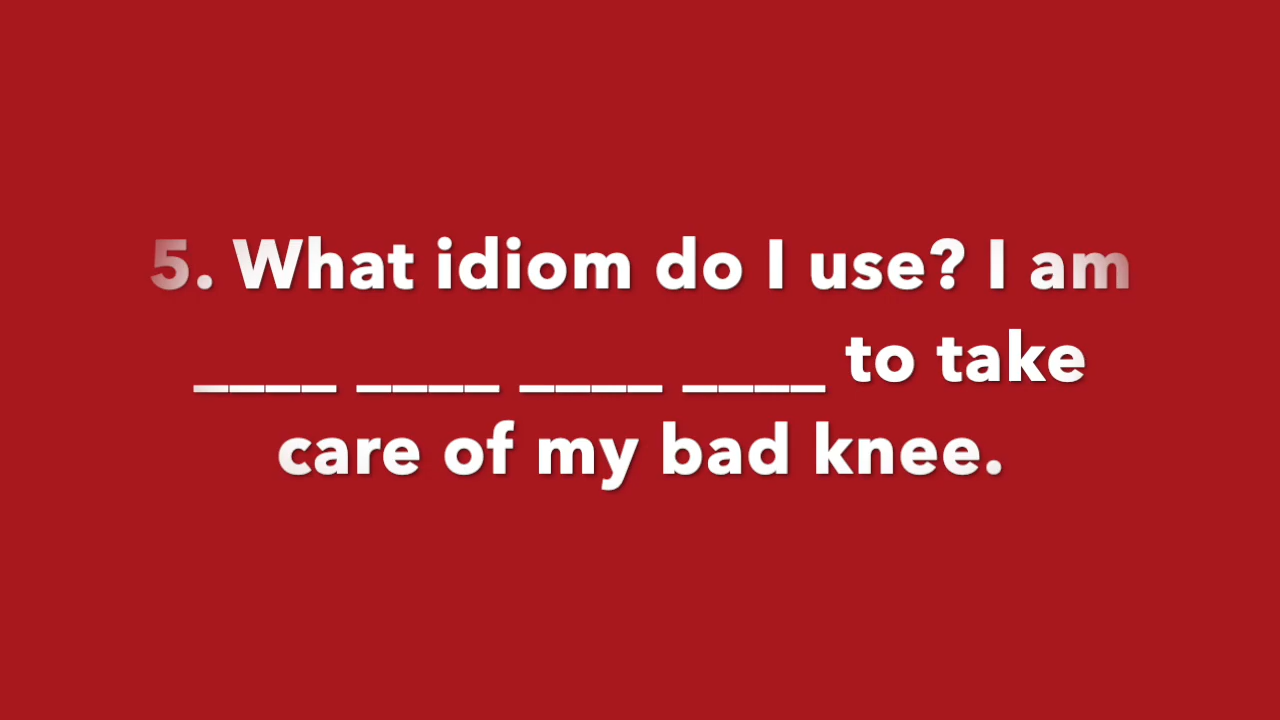 5. What idiom do I use? I am
____ ____ ____ ____ to take
care of my bad knee.